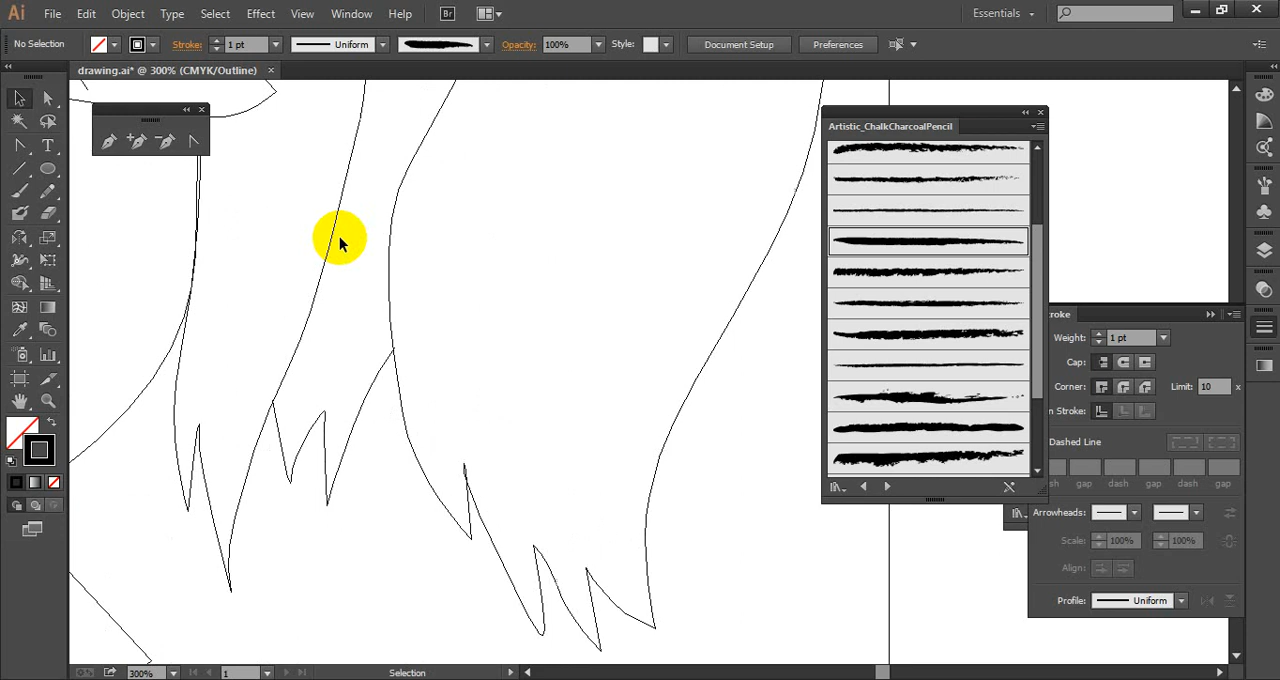 Ai File Edit Object Type Select Effect View Window Help Br Essentials
No Selection Stroke: 1 pt Uniform Opacity: 100% Style: Document Setup Preferences
drawing.ai* @ 300% (CMYK/Outline)
Artistic_ChalkCharcoalPencil
Stroke
Weight: 1 pt
Cap:
Corner: Limit: 10 x
n Stroke:
Dashed Line
sh gap dash gap dash gap
Arrowheads:
Scale: 100% 100%
Align:
Profile: Uniform
300% 1 Selection